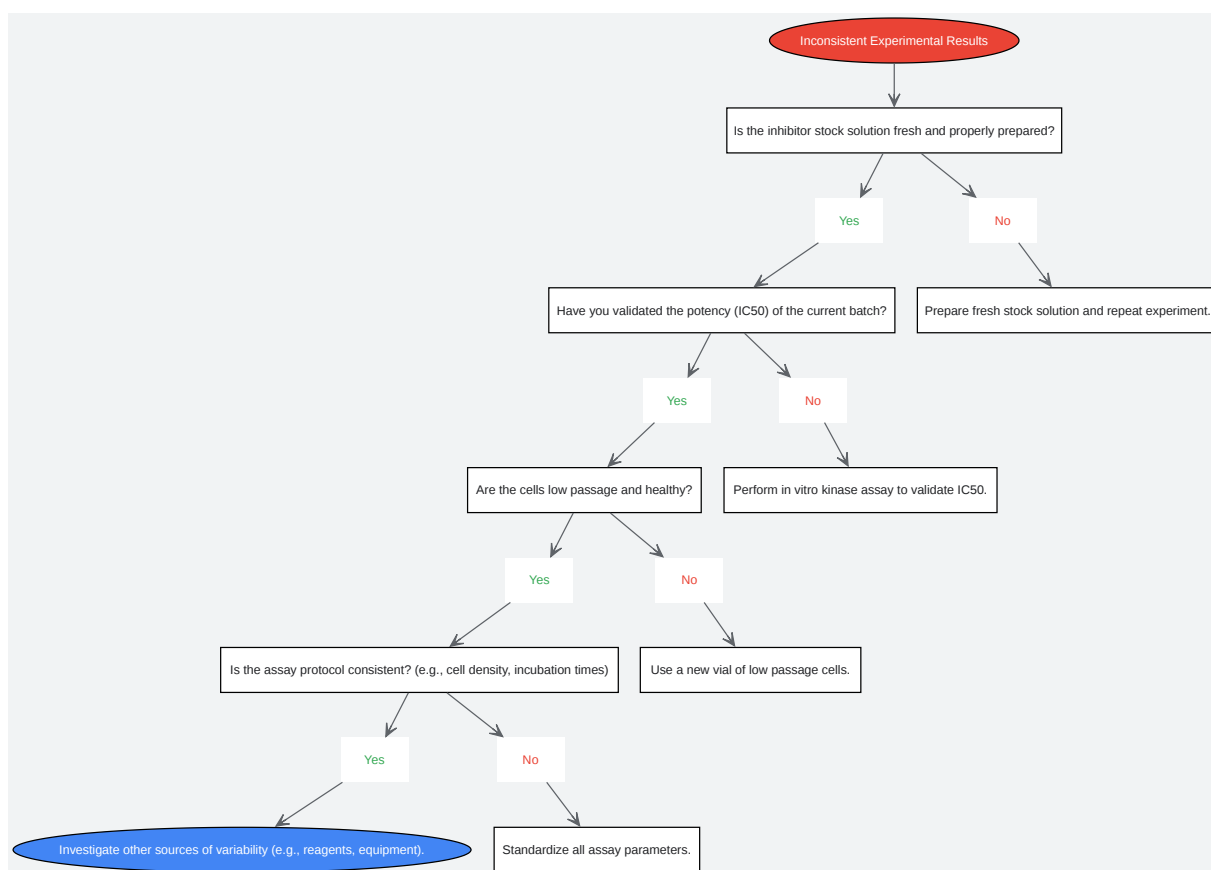 Inconsistent Experimental Results
Is the inhibitor stock solution fresh and properly prepared?
Yes
No
Have you validated the potency (IC50) of the current batch?
Prepare fresh stock solution and repeat experiment.
Yes
No
Are the cells low passage and healthy?
Perform in vitro kinase assay to validate IC50.
Yes
No
Is the assay protocol consistent? (e.g., cell density, incubation times)
Use a new vial of low passage cells.
Yes
No
Investigate other sources of variability (e.g., reagents, equipment).
Standardize all assay parameters.